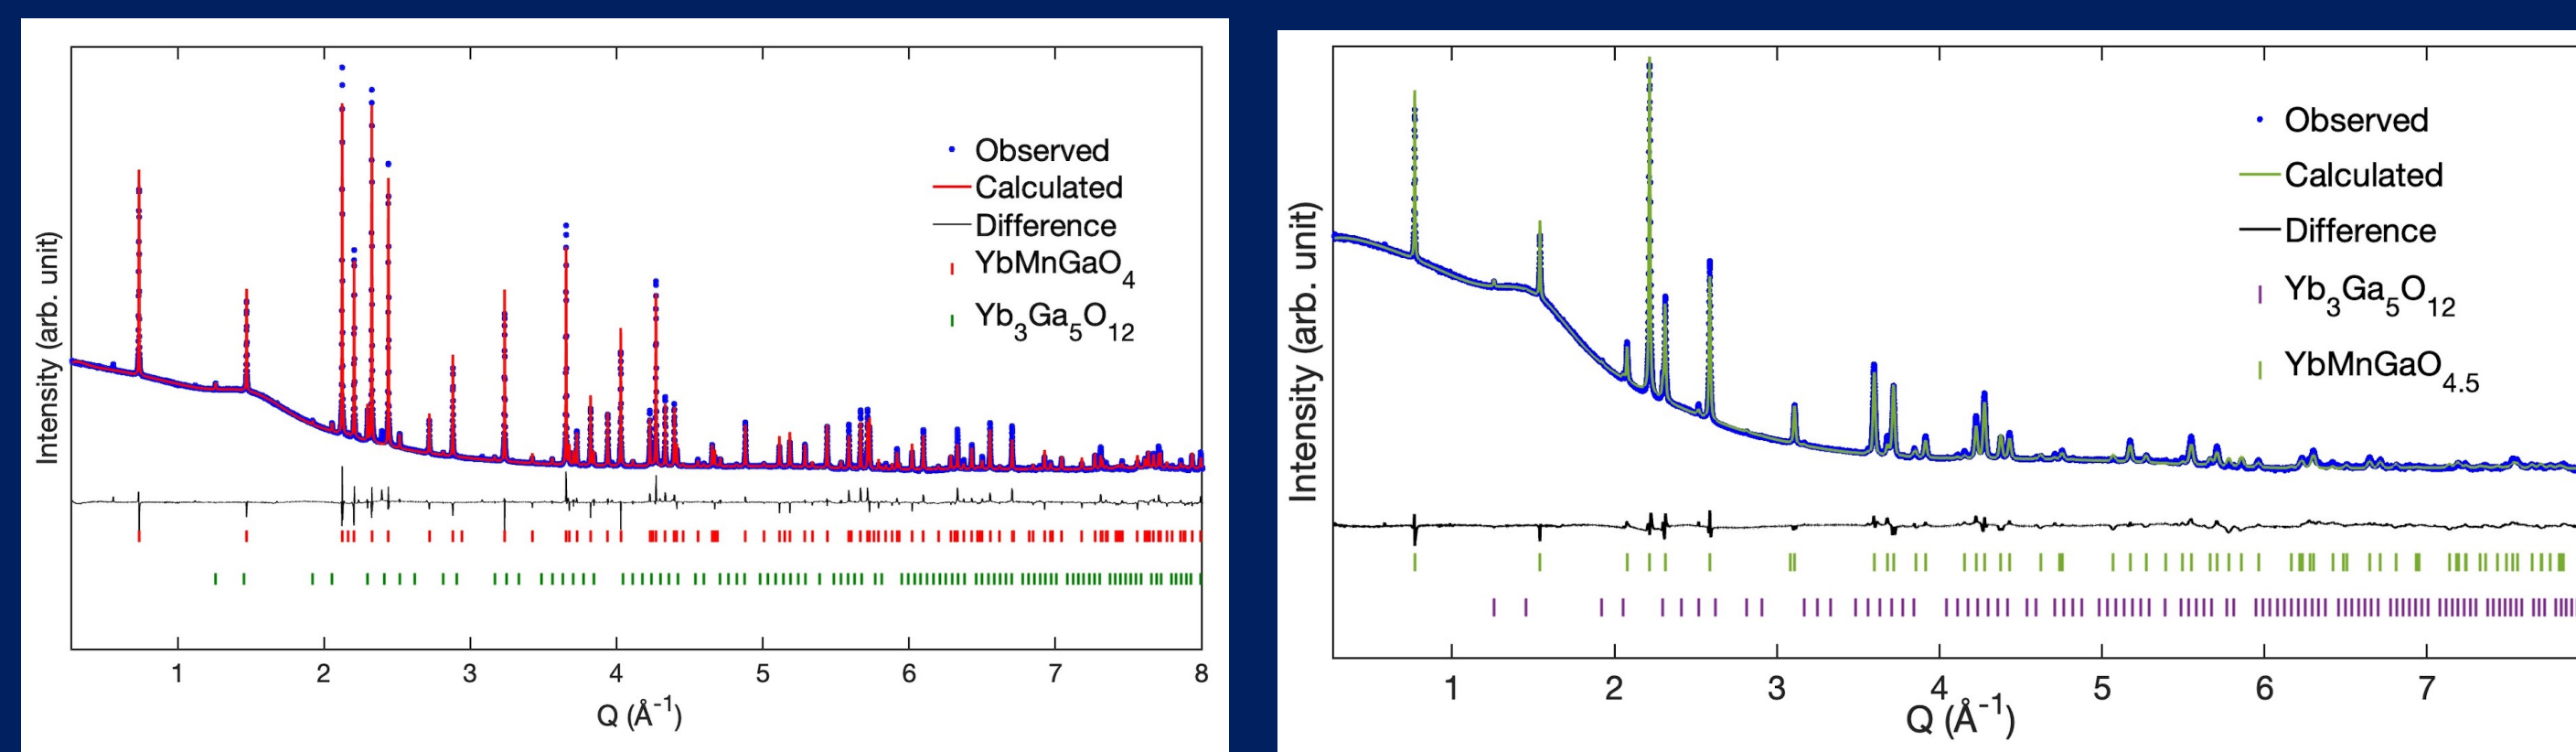 Intensity (arb. unit)
Observed
Calculated
Difference
YbMnGaO4
Yb3Ga5O12
1 2 3 4 5 6 7 8
Q (Å-1)
Intensity (arb. unit)
Observed
Calculated
Difference
Yb3Ga5O12
YbMnGaO4.5
1 2 3 4 5 6 7
Q (Å-1)